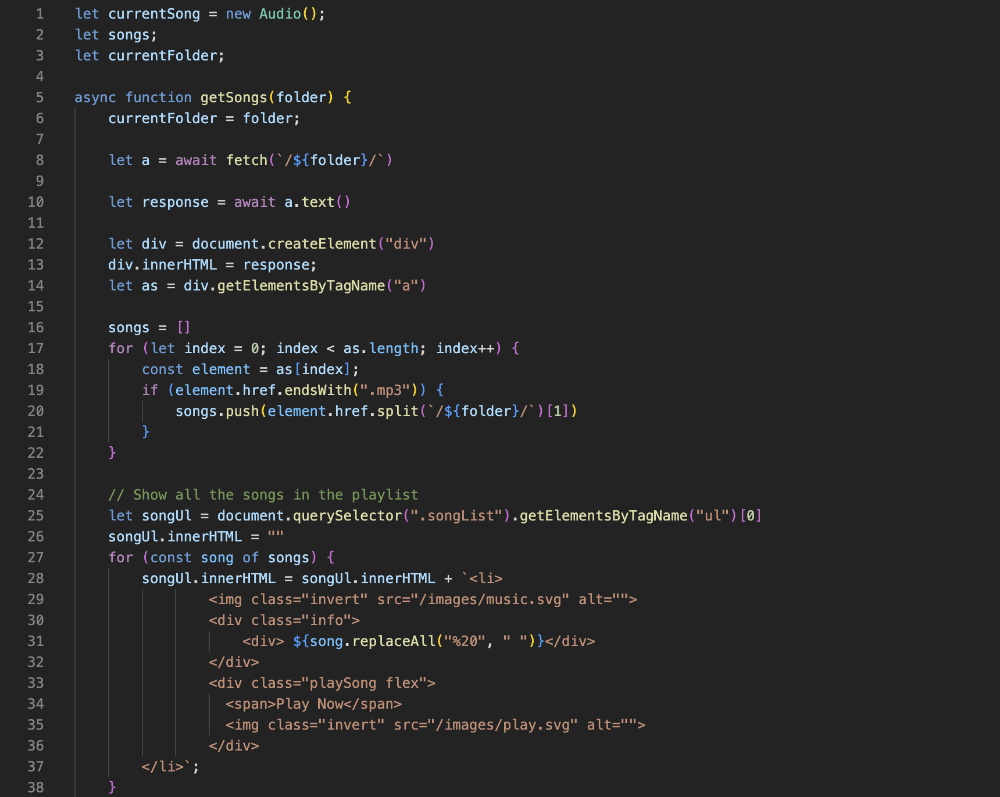 1 let currentSong = new Audio();
2 let songs;
3 let currentFolder;
4
5 async function getSongs(folder) {
6     currentFolder = folder;
7
8     let a = await fetch(`/${folder}/`)
9
10     let response = await a.text()
11
12     let div = document.createElement("div")
13     div.innerHTML = response;
14     let as = div.getElementsByTagName("a")
15
16     songs = []
17     for (let index = 0; index < as.length; index++) {
18         const element = as[index];
19         if (element.href.endsWith(".mp3")) {
20             songs.push(element.href.split(`/${folder}/`)[1])
21         }
22     }
23
24     // Show all the songs in the playlist
25     let songUl = document.querySelector(".songList").getElementsByTagName("ul")[0]
26     songUl.innerHTML = ""
27     for (const song of songs) {
28         songUl.innerHTML = songUl.innerHTML + `<li>
29                 <img class="invert" src="/images/music.svg" alt="">
30                 <div class="info">
31                     <div> ${song.replaceAll("%20", " ")}</div>
32                 </div>
33                 <div class="playSong flex">
34                   <span>Play Now</span>
35                   <img class="invert" src="/images/play.svg" alt="">
36                 </div>
37         </li>`;
38     }